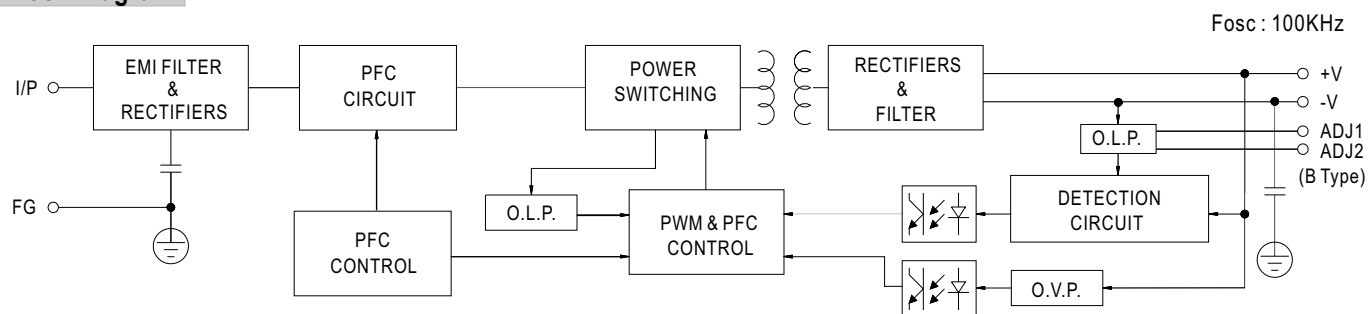 Fosc : 100KHz
I/P
EMI FILTER
&
RECTIFIERS
PFC
CIRCUIT
POWER
SWITCHING
RECTIFIERS
&
FILTER
+V
-V
O.L.P.
ADJ1
ADJ2
(B Type)
FG
O.L.P.
PFC
CONTROL
PWM & PFC
CONTROL
DETECTION
CIRCUIT
O.V.P.